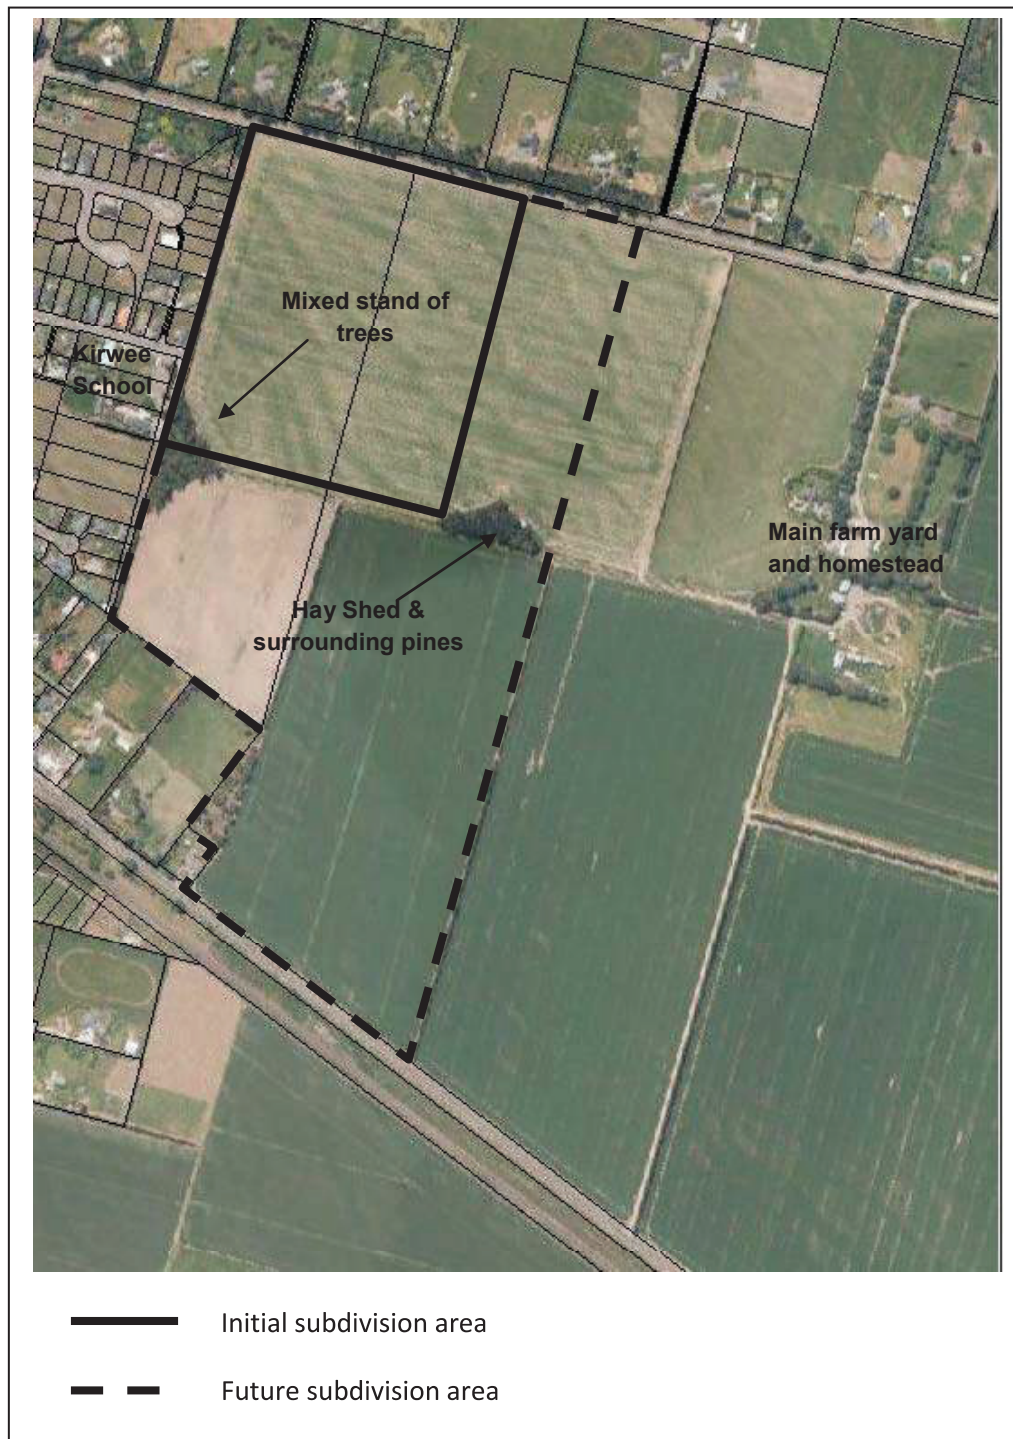 Mixed stand of
trees
Kirwee
School
Main farm yard
and homestead
Hay Shed &
surrounding pines
Initial subdivision area
Future subdivision area